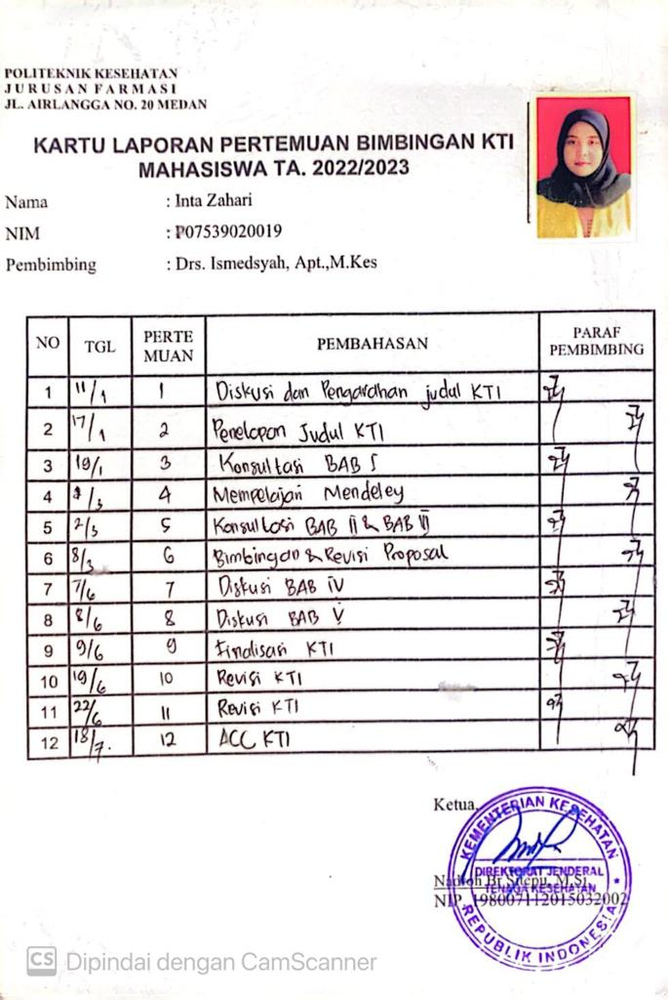 POLITEKNIK KESEHATAN
JURUSAN FARMASI
JL. AIRLANGGA NO. 20 MEDAN
KARTU LAPORAN PERTEMUAN BIMBINGAN KTI
MAHASISWA TA. 2022/2023
Nama : Inta Zahari
NIM : P07539020019
Pembimbing : Drs. Ismedsyah, Apt.,M.Kes
NO TGL PERTE MUAN PEMBAHASAN PARAF PEMBIMBING
1 11/1 1 Diskusi dan Pengarahan judul KTI
2 17/1 2 Penetapan Judul KTI
3 19/1 3 Konsultasi BAB I
4 /3 4 Mempelajari Mendeley
5 2/3 5 Konsultasi BAB II & BAB III
6 8/3 6 Bimbingan & Revisi Proposal
7 7/6 7 Diskusi BAB IV
8 8/6 8 Diskusi BAB V
9 9/6 9 Finalisasi KTI
10 19/6 10 Revisi KTI
11 22/6 11 Revisi KTI
12 18/7. 12 ACC KTI
Ketua,
KEMENTERIAN KESEHATAN
DIREKTORAT JENDERAL
TENAGA KESEHATAN
REPUBLIK INDONESIA
Nadroh Br Sitepu, M.Si
NIP. 198007112015032002
CS Dipindai dengan CamScanner